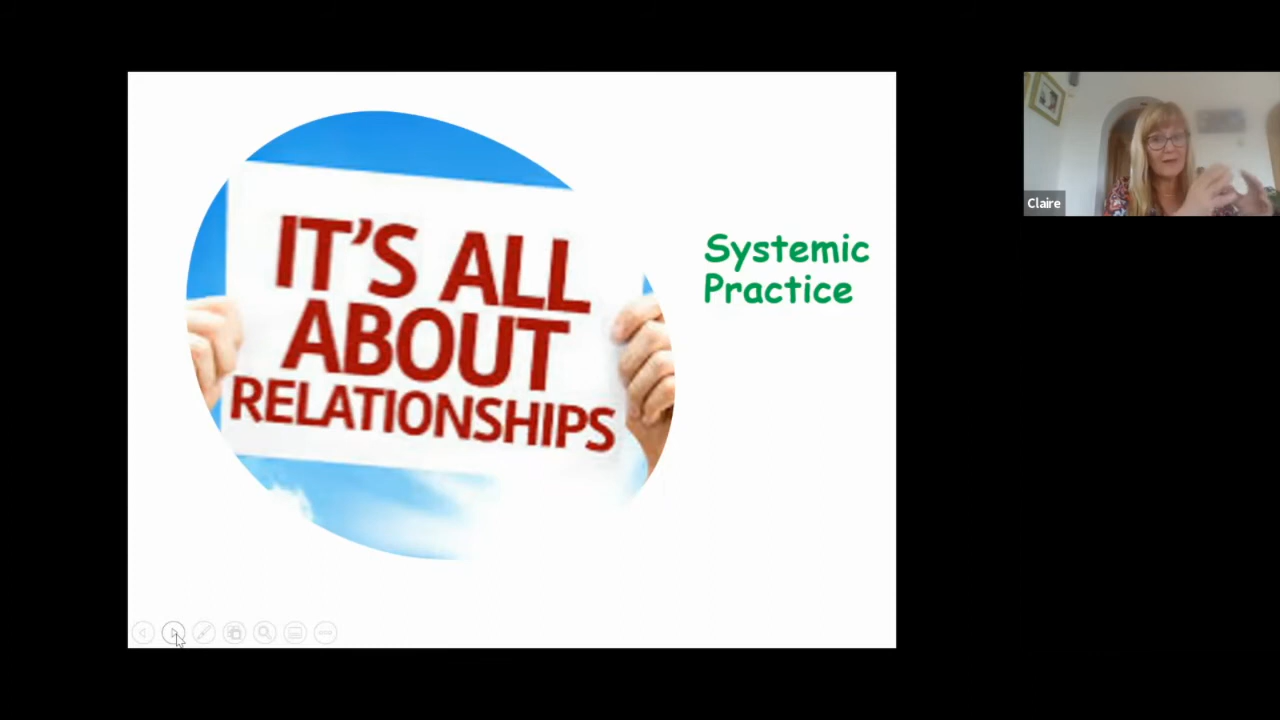 IT'S ALL
ABOUT
RELATIONSHIPS
Systemic
Practice
Claire